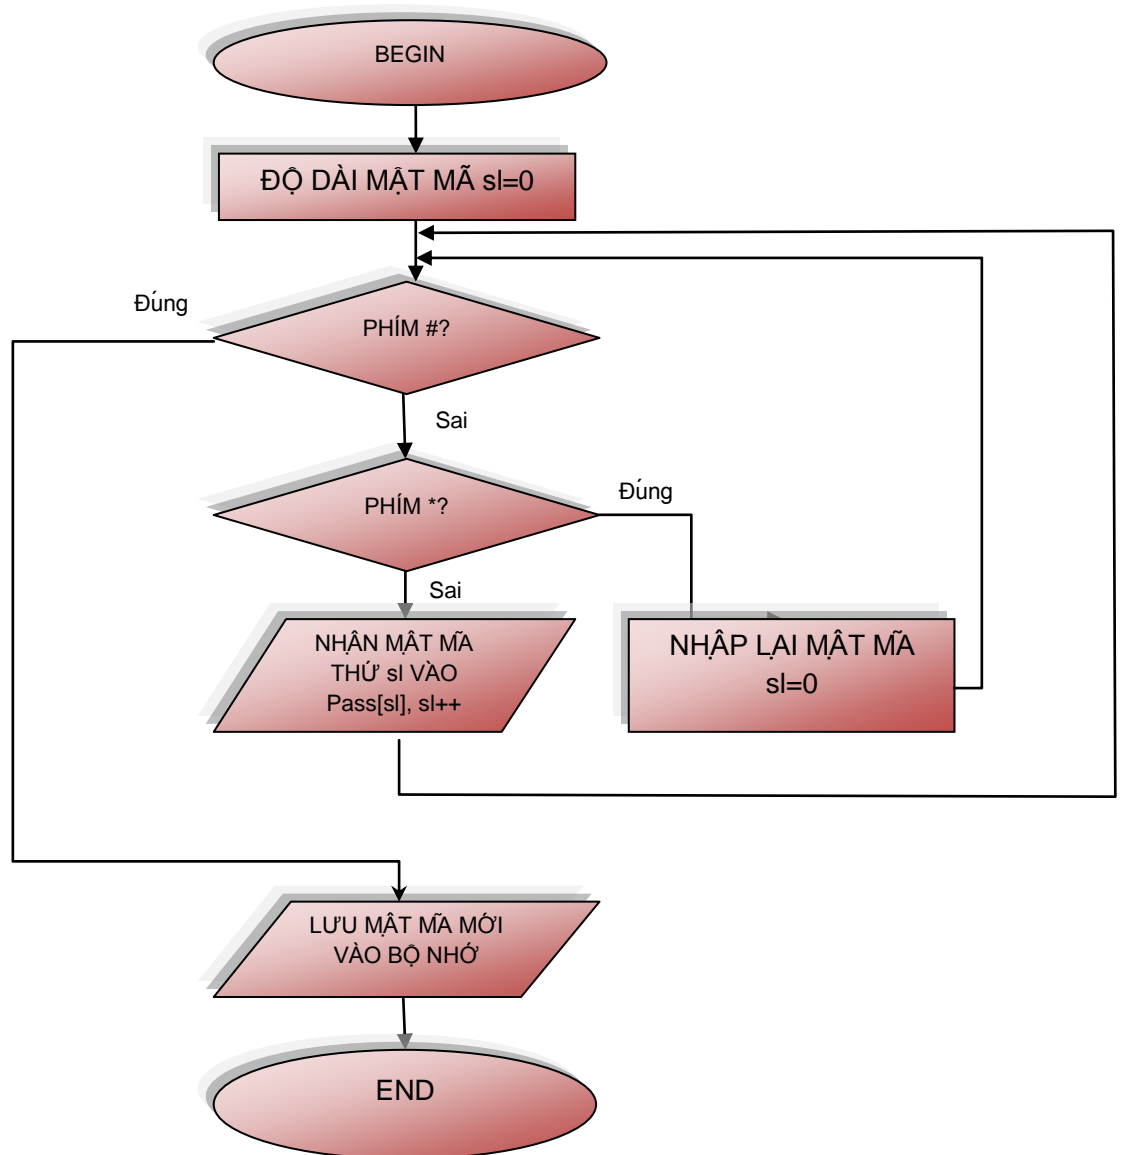 BEGIN
ĐỘ DÀI MẬT MÃ sl=0
Đúng
PHÍM #?
Sai
PHÍM *?
Đúng
Sai
NHẬN MẬT MÃ
THỨ sl VÀO
Pass[sl], sl++
NHẬP LẠI MẬT MÃ
sl=0
LƯU MẬT MÃ MỚI
VÀO BỘ NHỚ
END